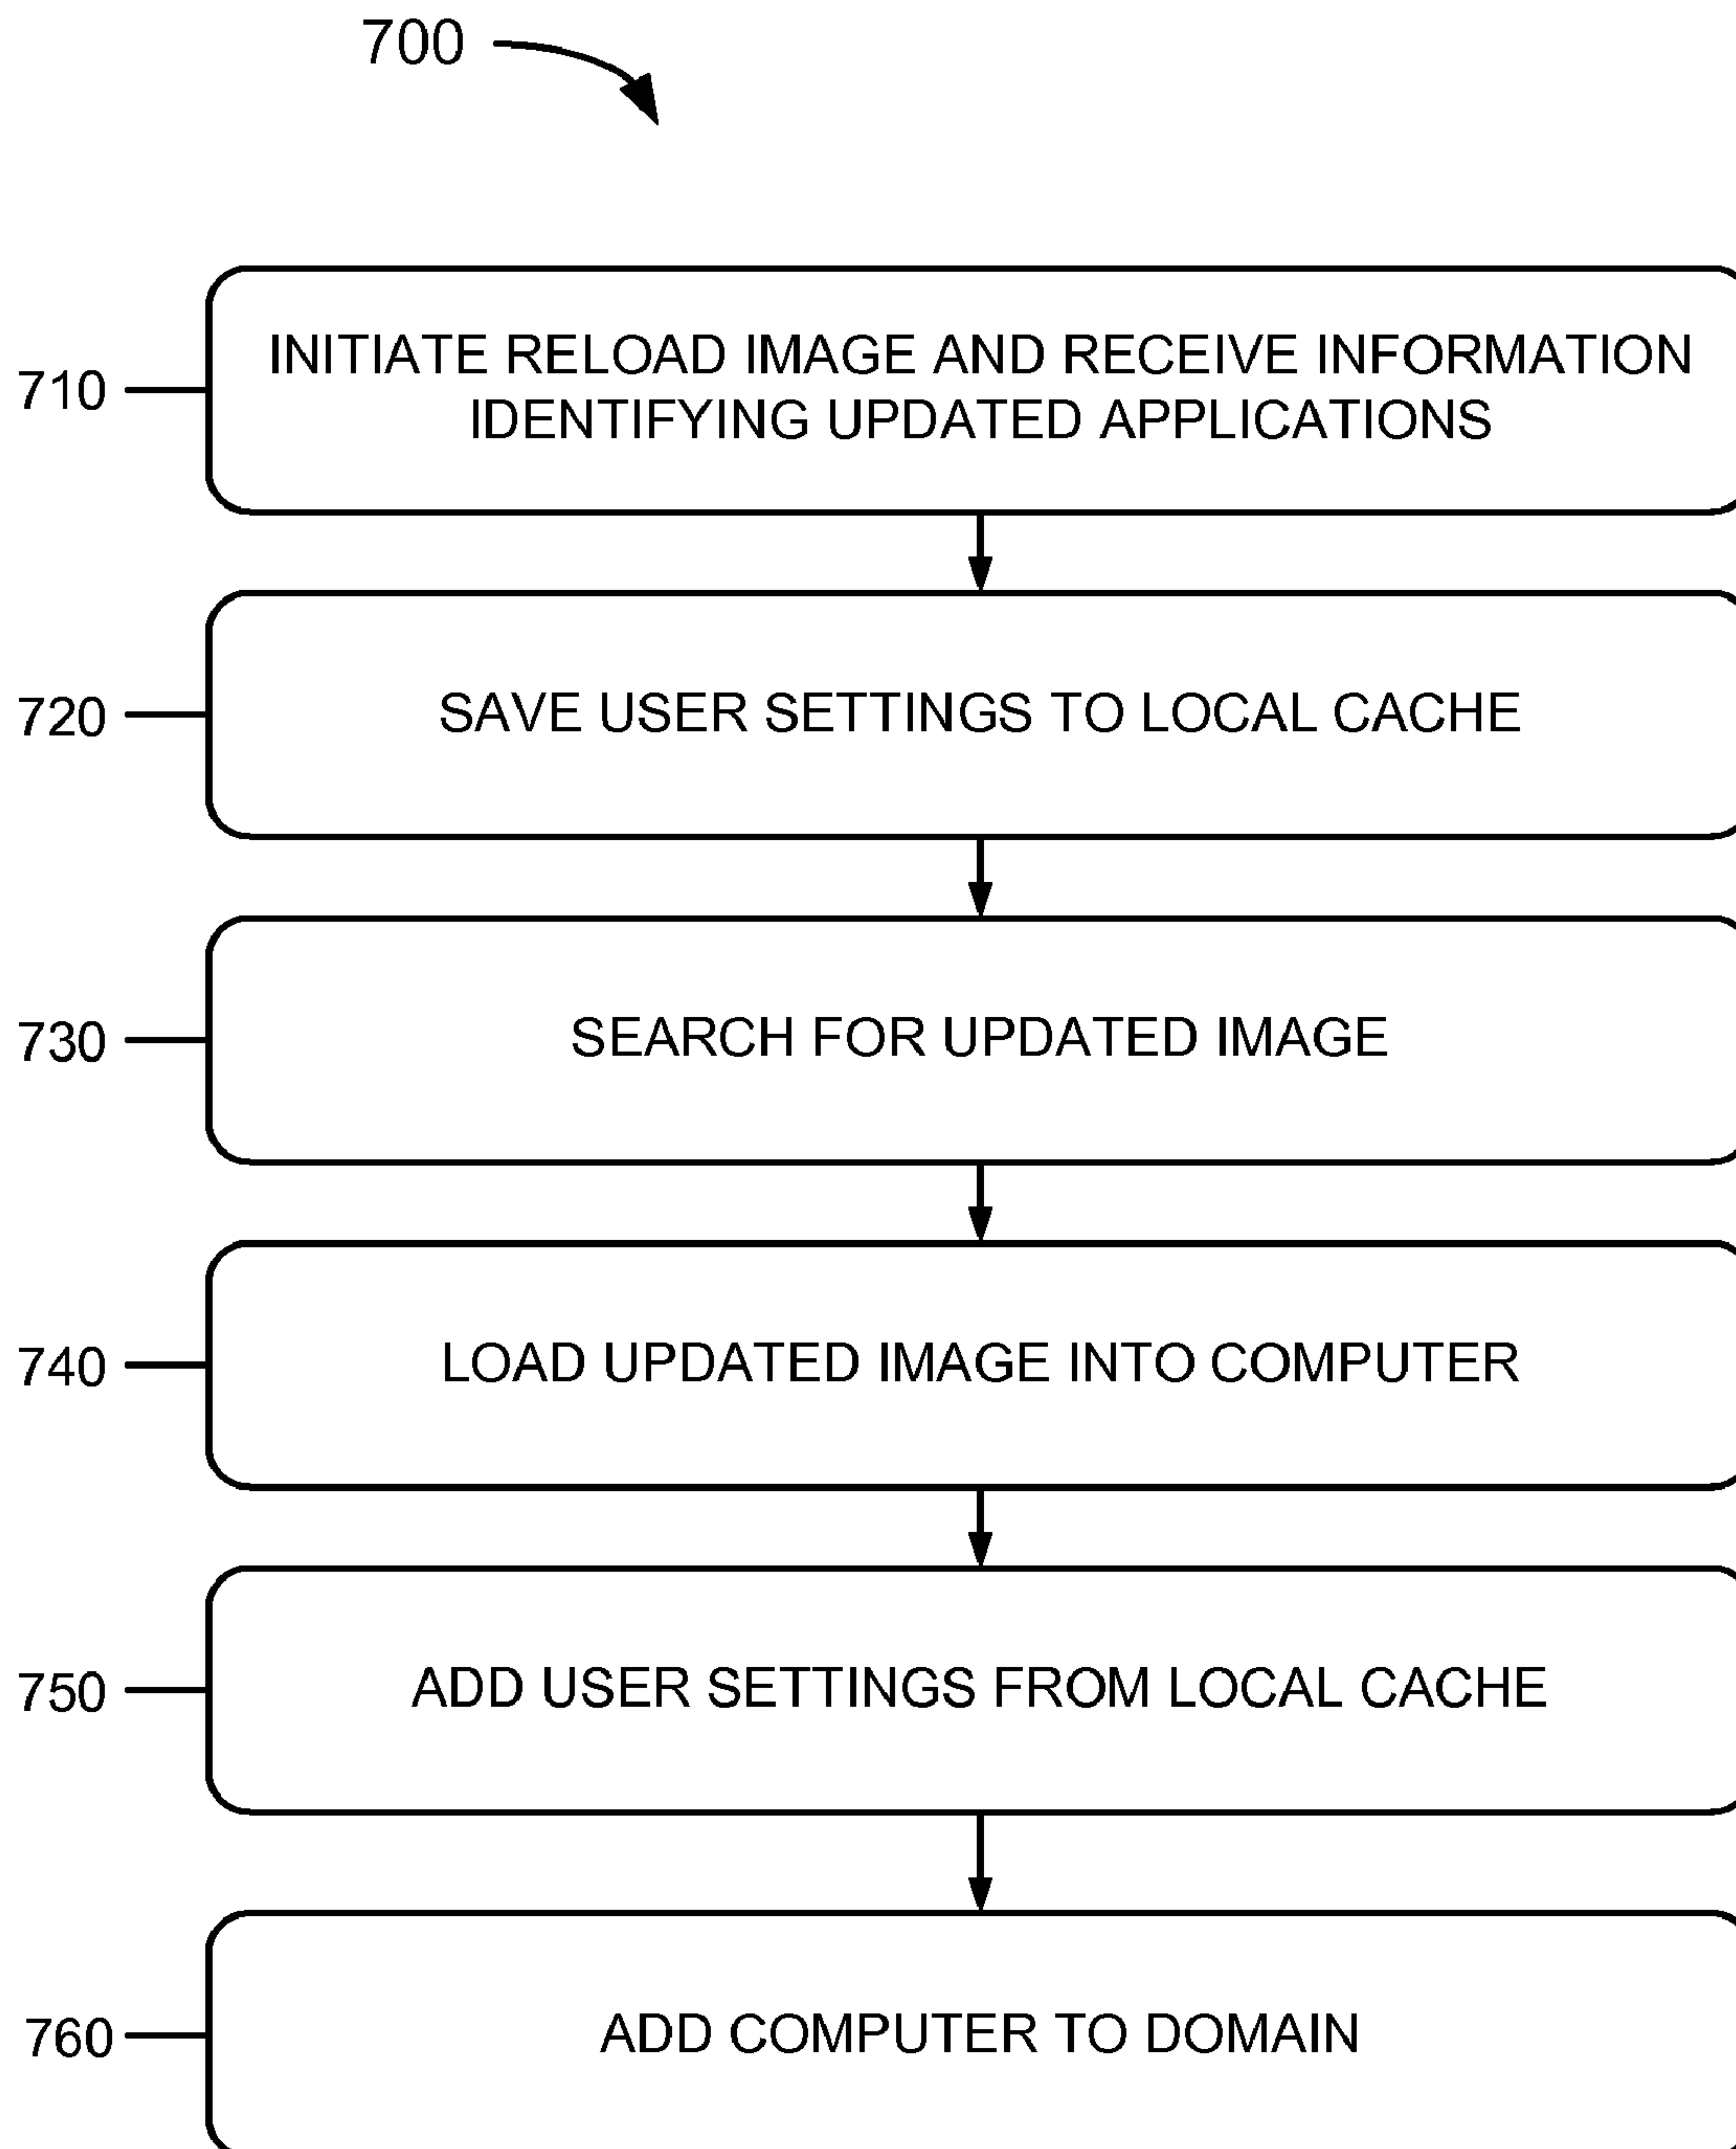 700
710
INITIATE RELOAD IMAGE AND RECEIVE INFORMATION
IDENTIFYING UPDATED APPLICATIONS
720
SAVE USER SETTINGS TO LOCAL CACHE
730
SEARCH FOR UPDATED IMAGE
740
LOAD UPDATED IMAGE INTO COMPUTER
750
ADD USER SETTINGS FROM LOCAL CACHE
760
ADD COMPUTER TO DOMAIN